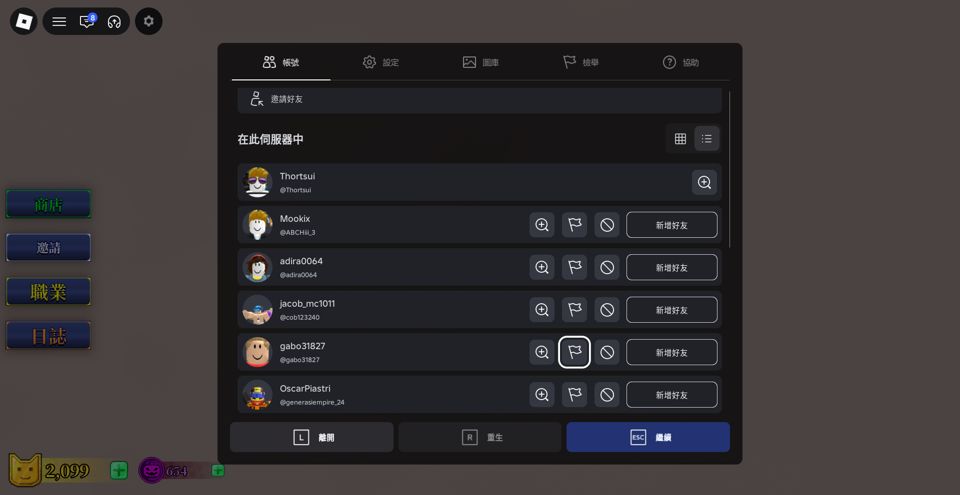 8
帳號
設定
圖庫
檢舉
協助
邀請好友
在此伺服器中
Thortsui
@Thortsui
Mookix
@ABCHiii_3
新增好友
adira0064
@adira0064
新增好友
jacob_mc1011
@cob123240
新增好友
gabo31827
@gabo31827
新增好友
OscarPiastri
@generasiempire_24
新增好友
L 離開
R 重生
ESC 繼續
商店
邀請
職業
日誌
2,099
654